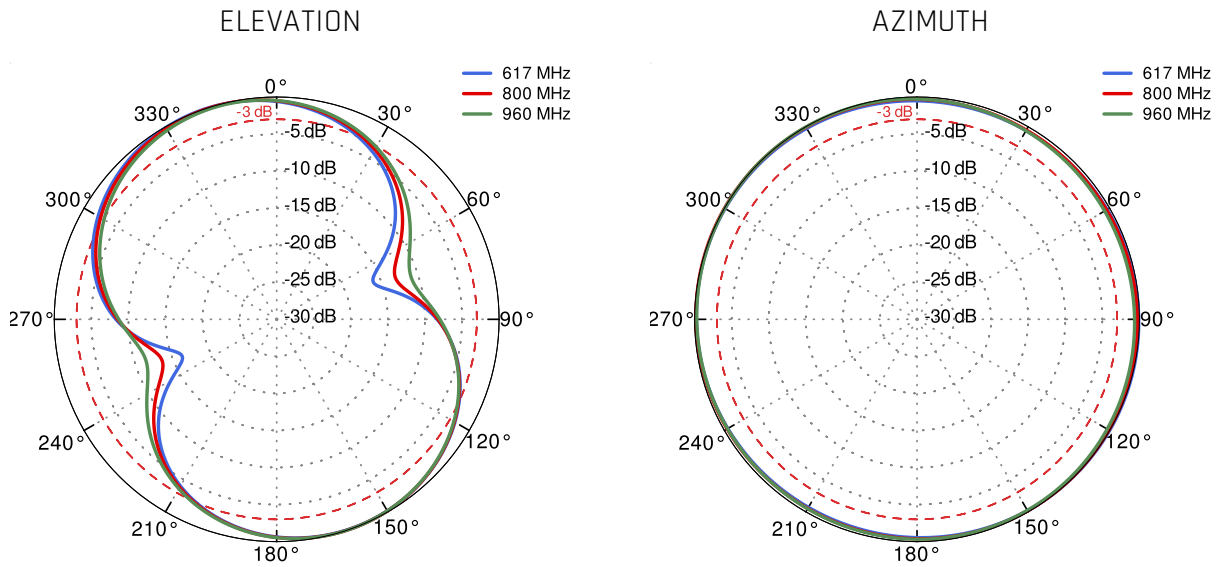 ELEVATION
617 MHz
800 MHz
960 MHz
0°
30°
60°
90°
120°
150°
180°
210°
240°
270°
300°
330°
-3 dB
-5 dB
-10 dB
-15 dB
-20 dB
-25 dB
-30 dB
AZIMUTH
617 MHz
800 MHz
960 MHz
0°
30°
60°
90°
120°
150°
180°
210°
240°
270°
300°
330°
-3 dB
-5 dB
-10 dB
-15 dB
-20 dB
-25 dB
-30 dB